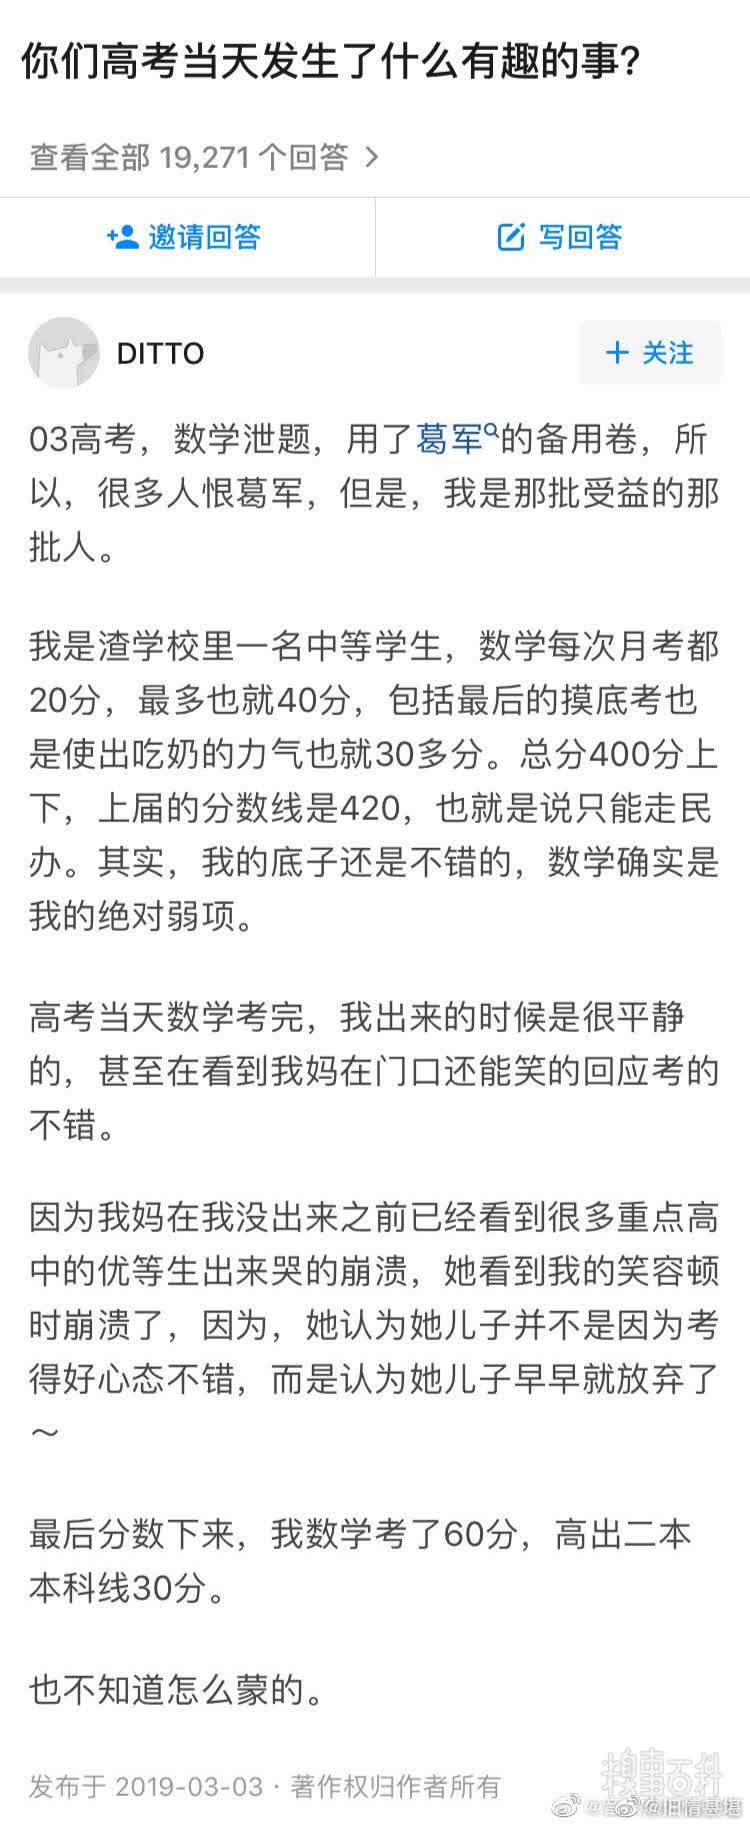 你们高考当天发生了什么有趣的事?
查看全部 19,271 个回答
邀请回答
写回答
DITTO
关注
03高考，数学泄题，用了葛军的备用卷，所
以，很多人恨葛军，但是，我是那批受益的那
批人。
我是渣学校里一名中等学生，数学每次月考都
20分，最多也就40分，包括最后的摸底考也
是使出吃奶的力气也就30多分。总分400分上
下，上届的分数线是420，也就是说只能走民
办。其实，我的底子还是不错的，数学确实是
我的绝对弱项。
高考当天数学考完，我出来的时候是很平静
的，甚至在看到我妈在门口还能笑的回应考的
不错。
因为我妈在我没出来之前已经看到很多重点高
中的优等生出来哭的崩溃，她看到我的笑容顿
时崩溃了，因为，她认为她儿子并不是因为考
得好心态不错，而是认为她儿子早早就放弃了
～
最后分数下来，我数学考了60分，高出二本
本科线30分。
也不知道怎么蒙的。
发布于 2019-03-03 · 著作权归作者所有
@旧情基地